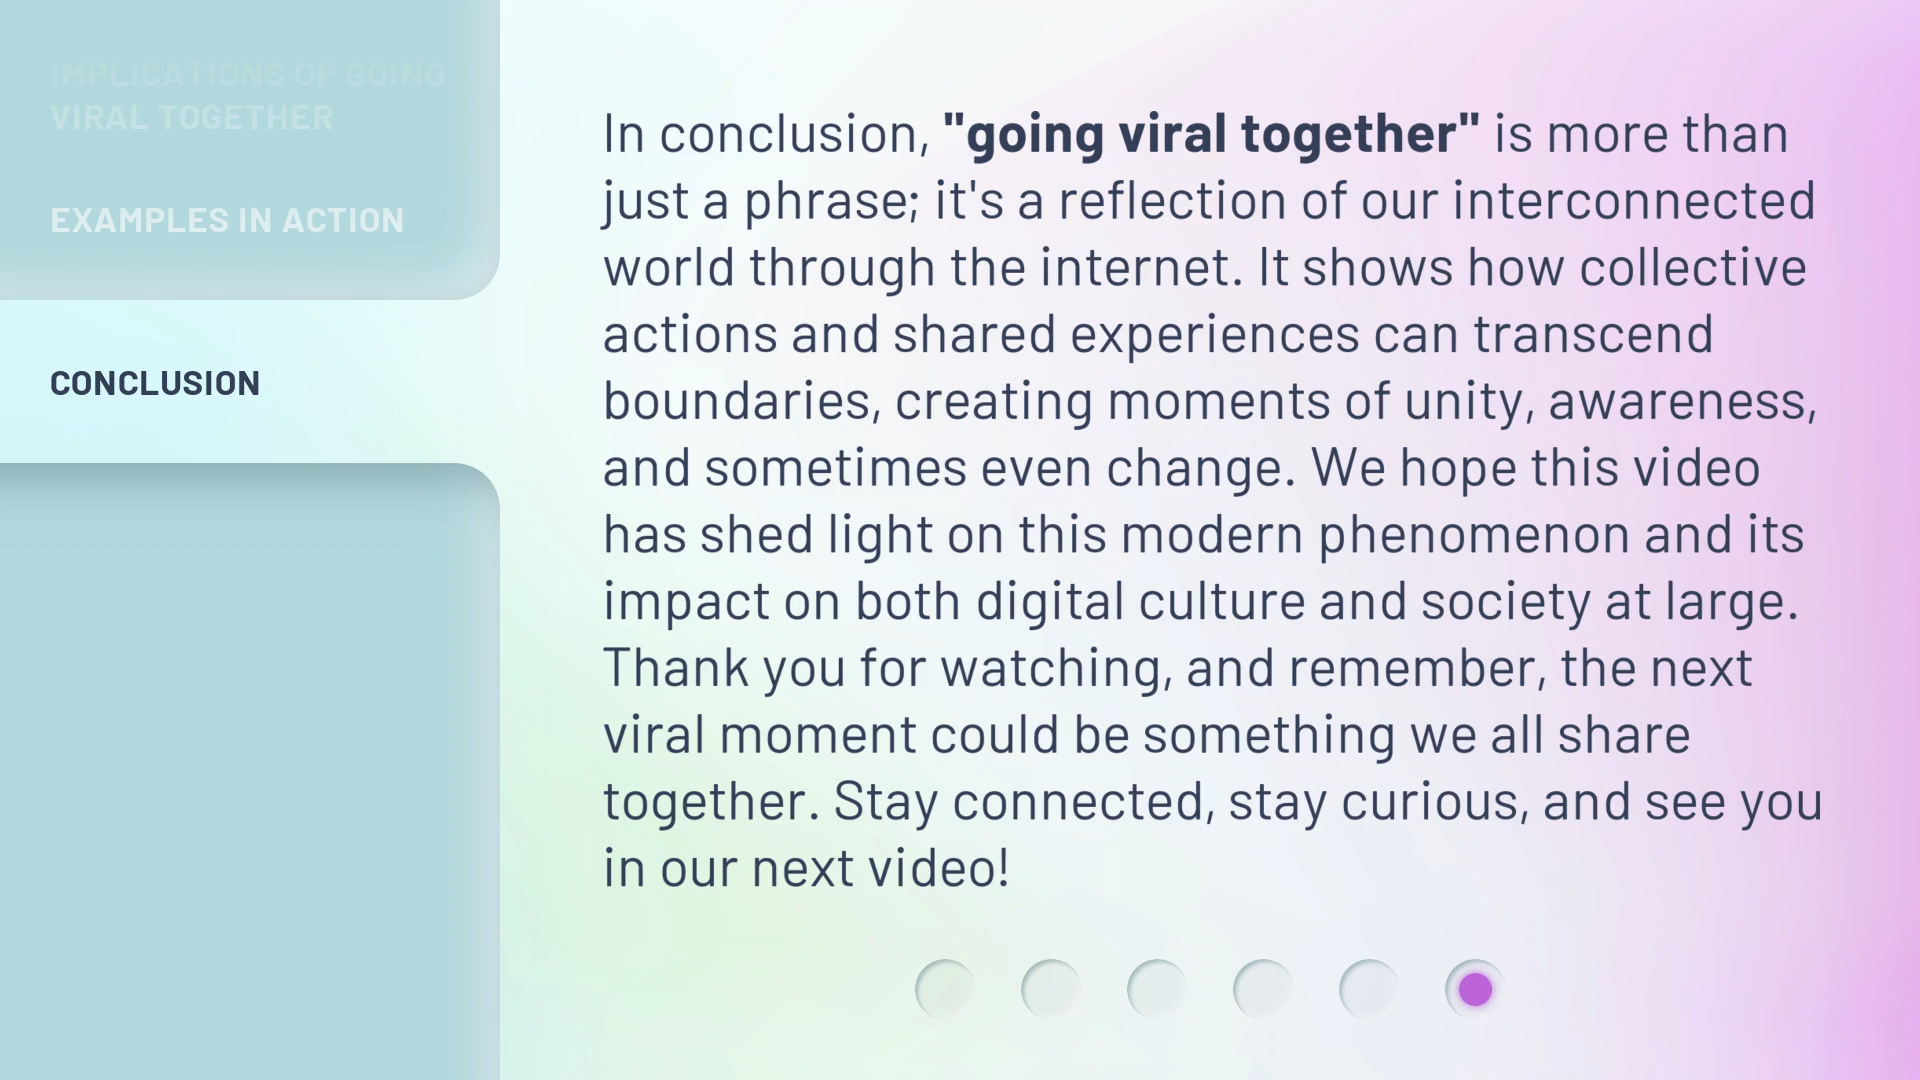 IMPLICATIONS OF GOING
VIRAL TOGETHER
EXAMPLES IN ACTION
CONCLUSION
In conclusion, "going viral together" is more than
just a phrase; it's a reflection of our interconnected
world through the internet. It shows how collective
actions and shared experiences can transcend
boundaries, creating moments of unity, awareness,
and sometimes even change. We hope this video
has shed light on this modern phenomenon and its
impact on both digital culture and society at large.
Thank you for watching, and remember, the next
viral moment could be something we all share
together. Stay connected, stay curious, and see you
in our next video!